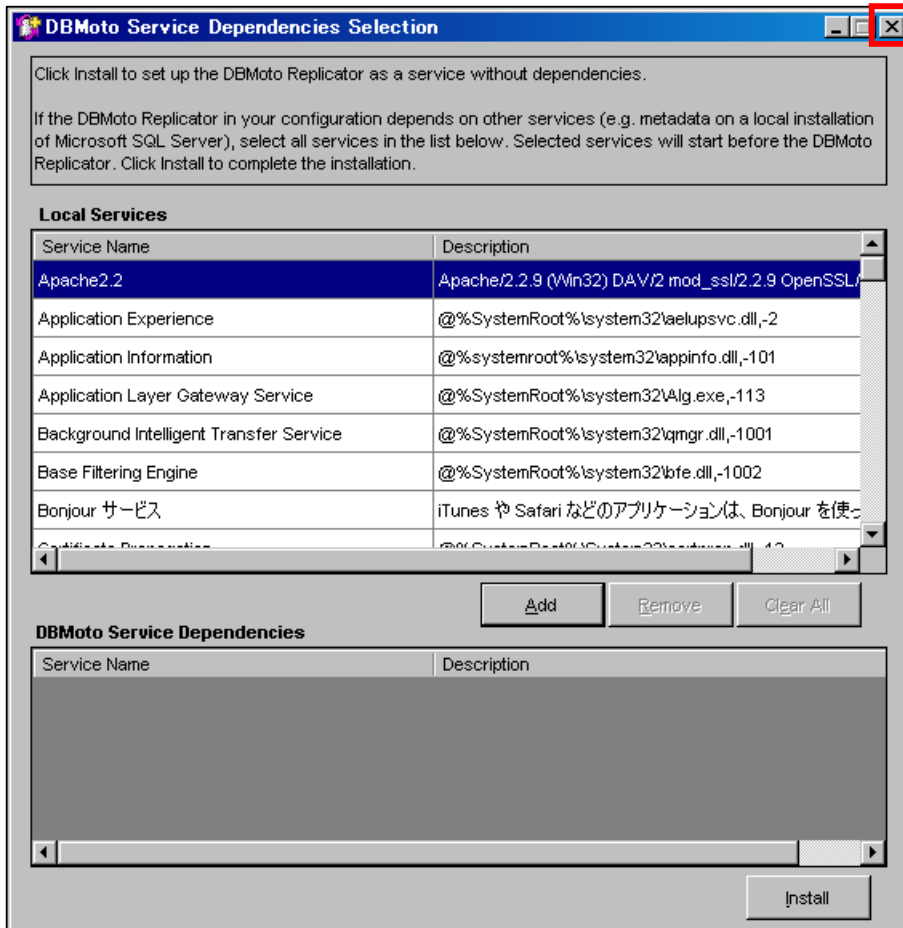 DBMoto Service Dependencies Selection
Click Install to set up the DBMoto Replicator as a service without dependencies.
If the DBMoto Replicator in your configuration depends on other services (e.g. metadata on a local installation
of Microsoft SQL Server), select all services in the list below. Selected services will start before the DBMoto
Replicator. Click Install to complete the installation.
Local Services
Service Name Description
Apache2.2 Apache/2.2.9 (Win32) DAV/2 mod_ssl/2.2.9 OpenSSL/
Application Experience @%SystemRoot%\system32\aelupsvc.dll,-2
Application Information @%systemroot%\system32\appinfo.dll,-101
Application Layer Gateway Service @%SystemRoot%\system32\Alg.exe,-113
Background Intelligent Transfer Service @%SystemRoot%\system32\qmgr.dll,-1001
Base Filtering Engine @%SystemRoot%\system32\bfe.dll,-1002
Bonjour サービス iTunes や Safari などのアプリケーションは、Bonjour を使っ
Certificate Propagation
Add Remove Clear All
DBMoto Service Dependencies
Service Name Description
Install